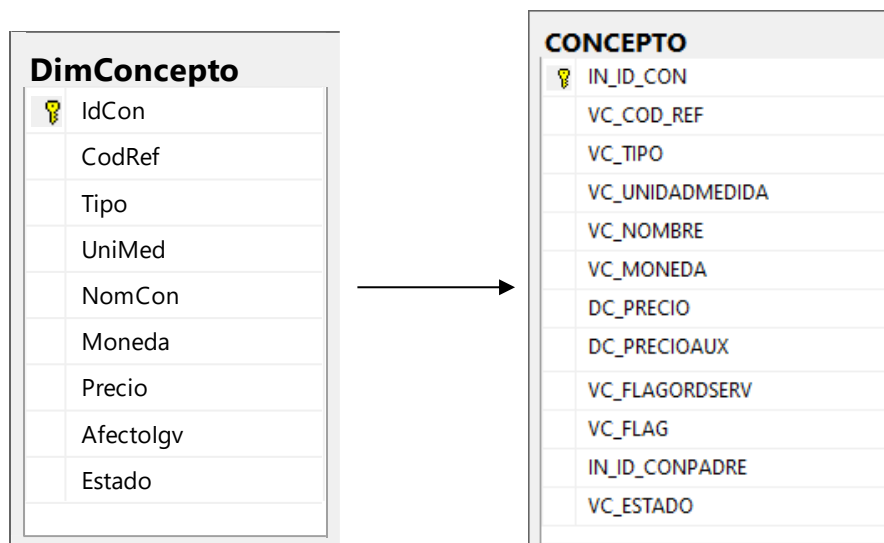 DimConcepto
IdCon
CodRef
Tipo
UniMed
NomCon
Moneda
Precio
AfectoIgv
Estado
CONCEPTO
IN_ID_CON
VC_COD_REF
VC_TIPO
VC_UNIDADMEDIDA
VC_NOMBRE
VC_MONEDA
DC_PRECIO
DC_PRECIOAUX
VC_FLAGORDSERV
VC_FLAG
IN_ID_CONPADRE
VC_ESTADO